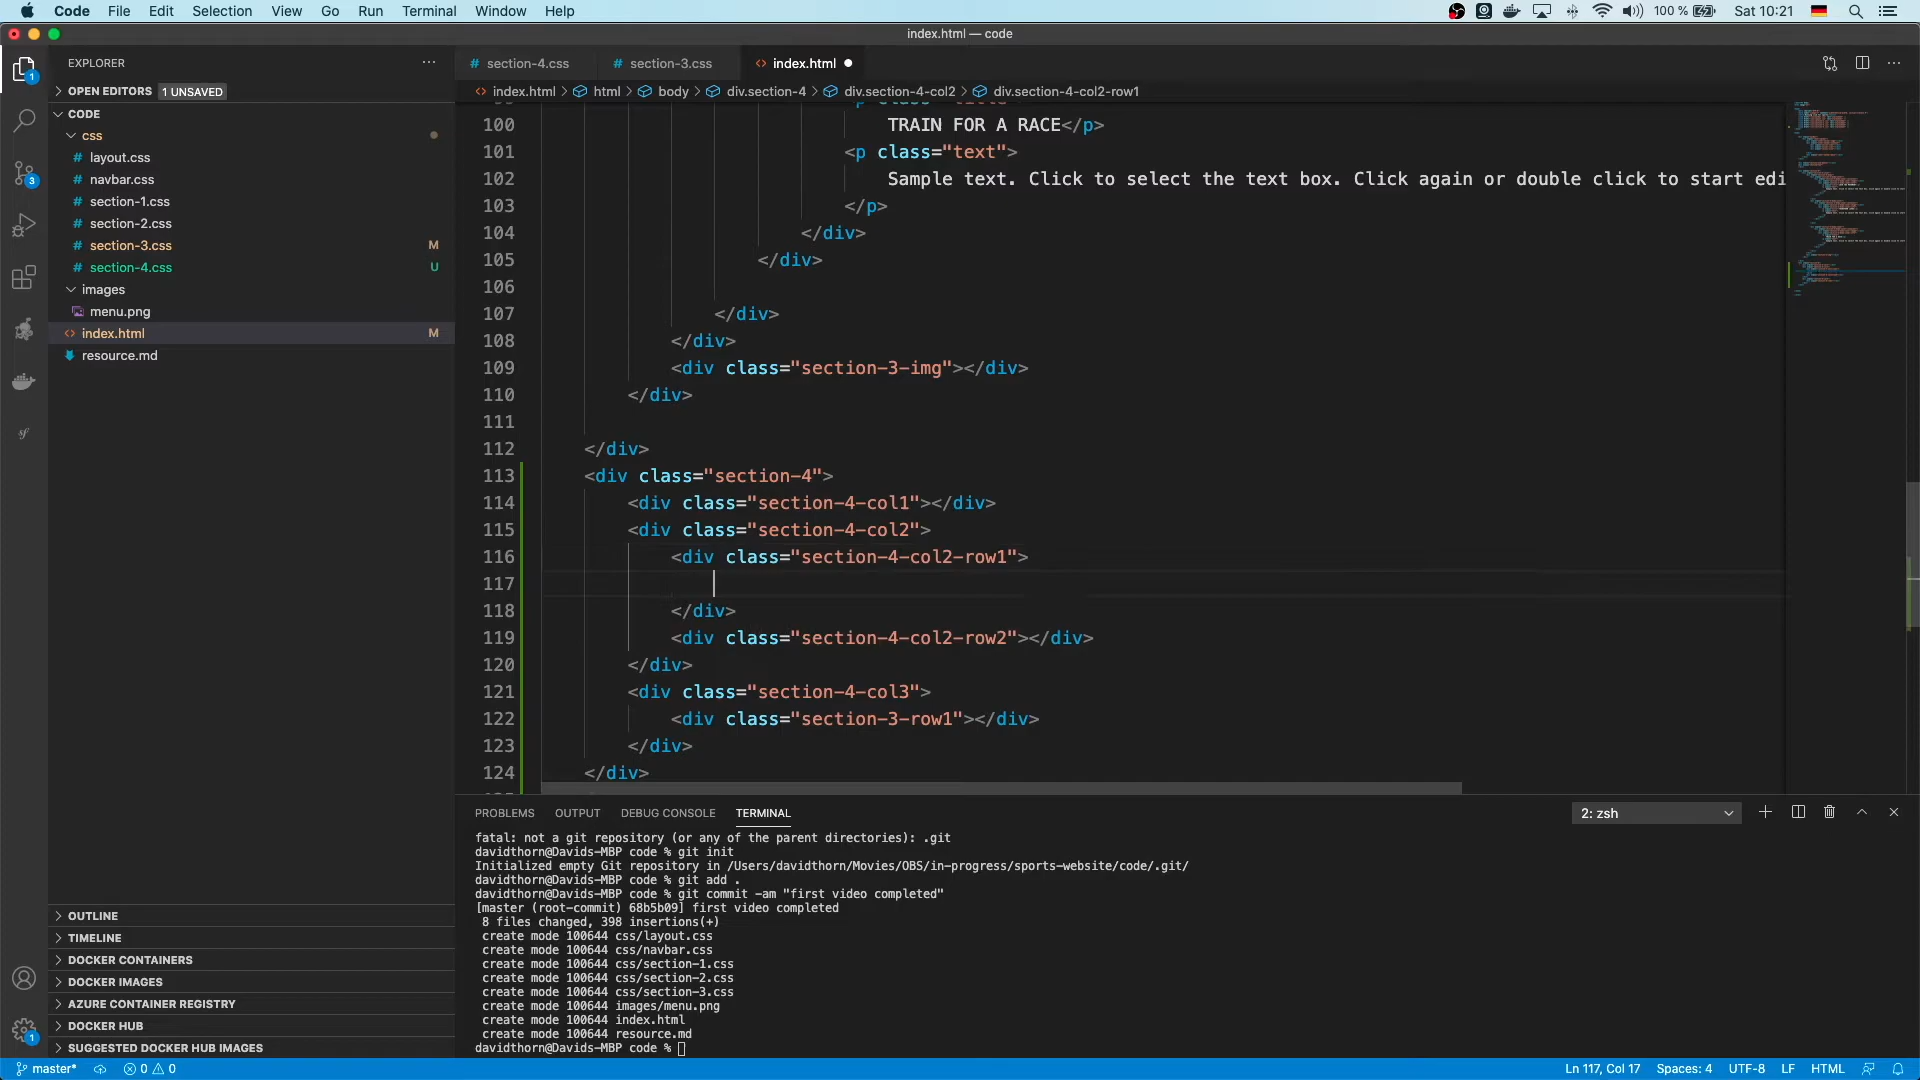 Code File Edit Selection View Go Run Terminal Window Help
100 % Sat 10:21
index.html — code
EXPLORER
OPEN EDITORS 1 UNSAVED
CODE
css
# layout.css
# navbar.css
# section-1.css
# section-2.css
# section-3.css M
# section-4.css U
images
menu.png
<> index.html M
resource.md
OUTLINE
TIMELINE
DOCKER CONTAINERS
DOCKER IMAGES
AZURE CONTAINER REGISTRY
DOCKER HUB
SUGGESTED DOCKER HUB IMAGES
1
3
1
# section-4.css # section-3.css <> index.html
<> index.html > html > body > div.section-4 > div.section-4-col2 > div.section-4-col2-row1
100 TRAIN FOR A RACE</p>
101 <p class="text">
102 Sample text. Click to select the text box. Click again or double click to start edi
103 </p>
104 </div>
105 </div>
106
107 </div>
108 </div>
109 <div class="section-3-img"></div>
110 </div>
111
112 </div>
113 <div class="section-4">
114 <div class="section-4-col1"></div>
115 <div class="section-4-col2">
116 <div class="section-4-col2-row1">
117
118 </div>
119 <div class="section-4-col2-row2"></div>
120 </div>
121 <div class="section-4-col3">
122 <div class="section-3-row1"></div>
123 </div>
124 </div>
PROBLEMS OUTPUT DEBUG CONSOLE TERMINAL 2: zsh
fatal: not a git repository (or any of the parent directories): .git
davidthorn@Davids-MBP code % git init
Initialized empty Git repository in /Users/davidthorn/Movies/OBS/in-progress/sports-website/code/.git/
davidthorn@Davids-MBP code % git add .
davidthorn@Davids-MBP code % git commit -am "first video completed"
[master (root-commit) 68b5b09] first video completed
8 files changed, 398 insertions(+)
create mode 100644 css/layout.css
create mode 100644 css/navbar.css
create mode 100644 css/section-1.css
create mode 100644 css/section-2.css
create mode 100644 css/section-3.css
create mode 100644 images/menu.png
create mode 100644 index.html
create mode 100644 resource.md
davidthorn@Davids-MBP code %
master* 0 0 Ln 117, Col 17 Spaces: 4 UTF-8 LF HTML